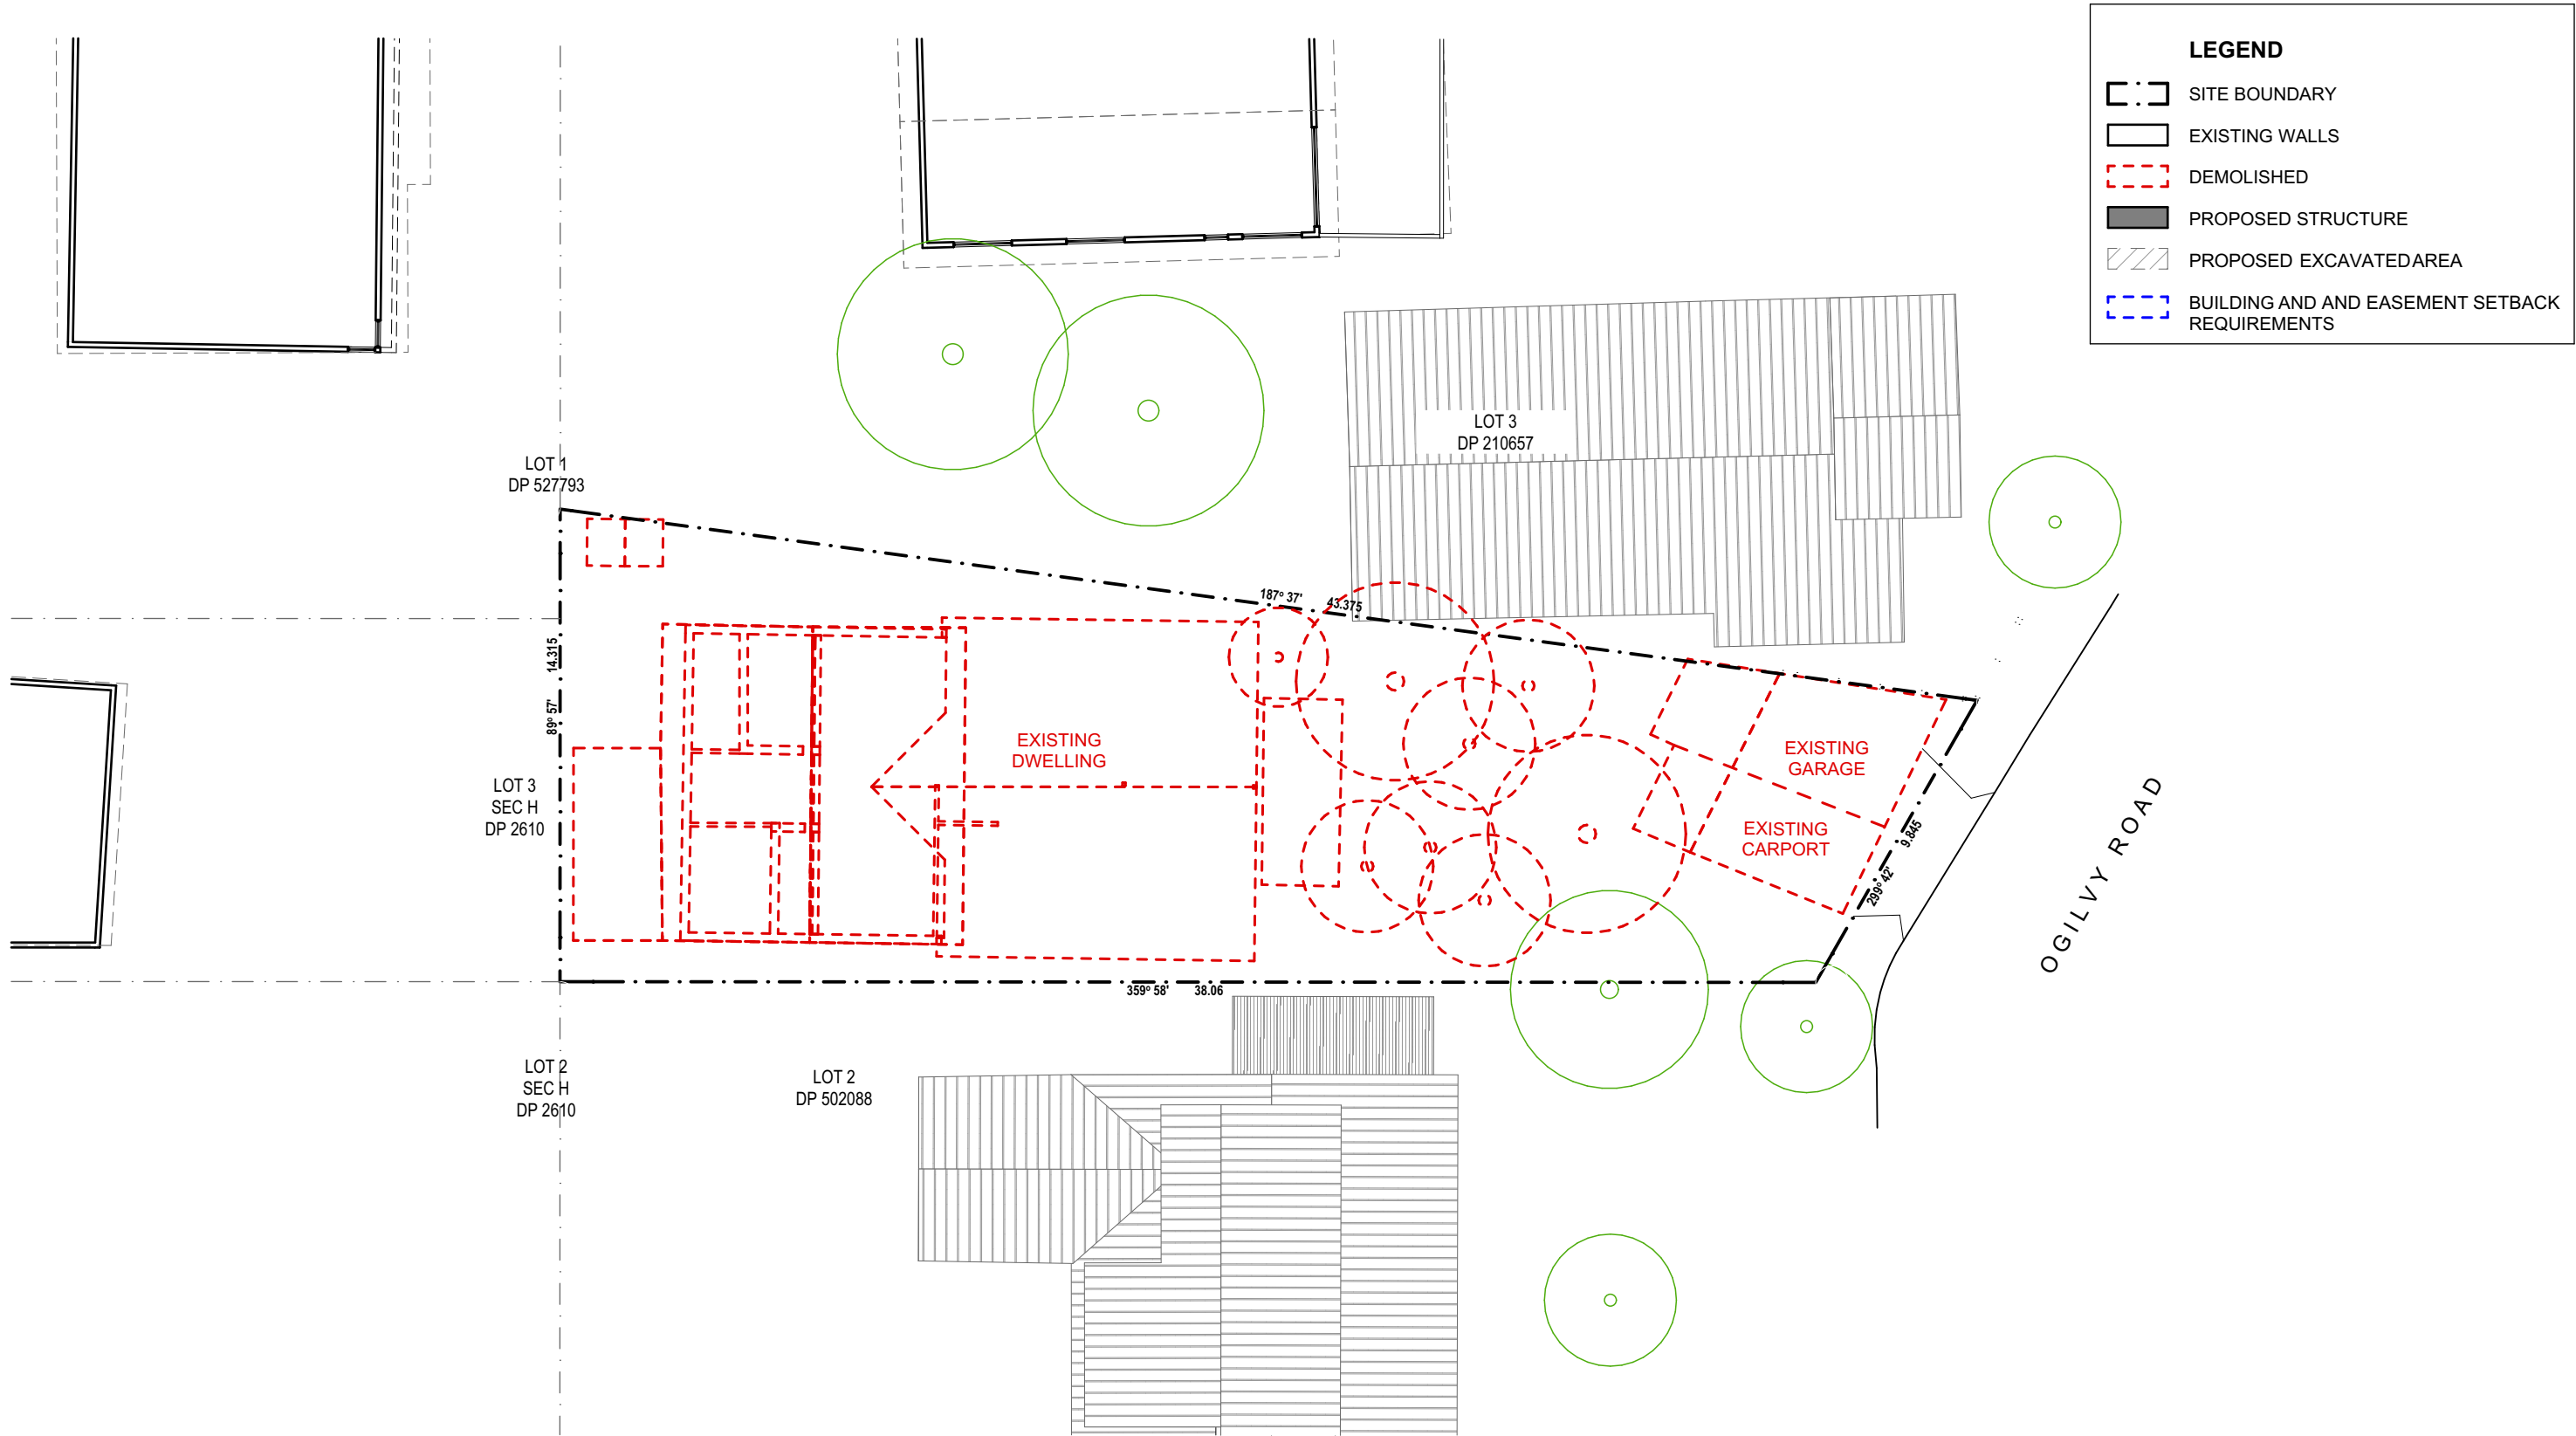 LEGEND
SITE BOUNDARY
EXISTING WALLS
DEMOLISHED
PROPOSED STRUCTURE
PROPOSED EXCAVATED AREA
BUILDING AND AND EASEMENT SETBACK
REQUIREMENTS
LOT 3
DP 210657
LOT 1
DP 527793
187° 37' 43.375
14.315
89° 57'
EXISTING
DWELLING
EXISTING
GARAGE
LOT 3
SEC H
DP 2610
EXISTING
CARPORT
9.845
299° 42'
OGILVY ROAD
359° 58' 38.06
LOT 2
SEC H
DP 2610
LOT 2
DP 502088